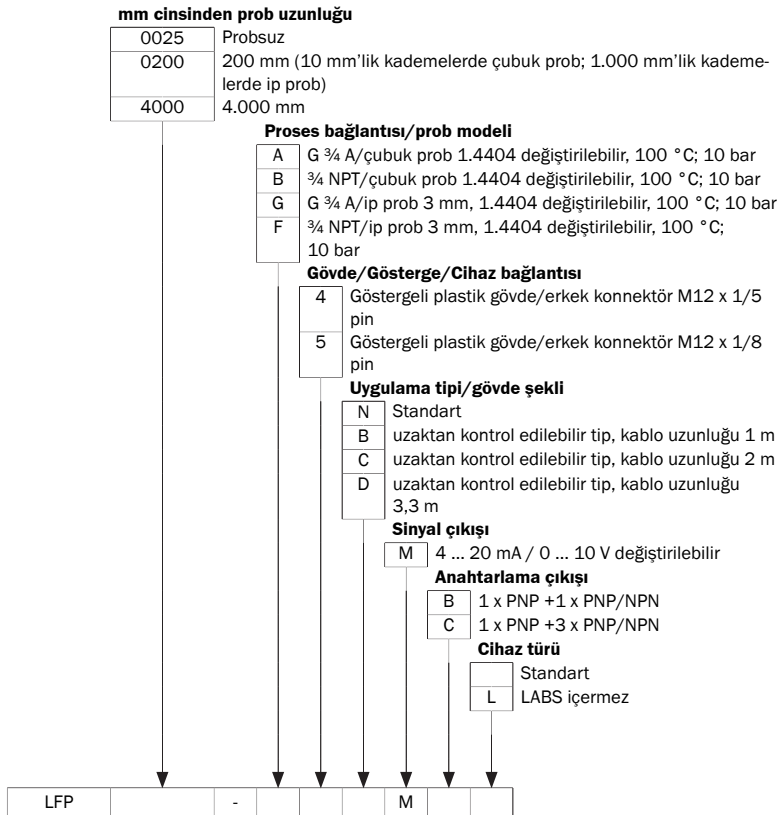 mm cinsinden prob uzunluğu
0025 Probsuz
0200 200 mm (10 mm’lik kademelerde çubuk prob; 1.000 mm’lik kademe-
lerde ip prob)
4000 4.000 mm
Proses bağlantısı/prob modeli
A G ¾ A/çubuk prob 1.4404 değiştirilebilir, 100 °C; 10 bar
B ¾ NPT/çubuk prob 1.4404 değiştirilebilir, 100 °C; 10 bar
G G ¾ A/ip prob 3 mm, 1.4404 değiştirilebilir, 100 °C; 10 bar
F ¾ NPT/ip prob 3 mm, 1.4404 değiştirilebilir, 100 °C;
10 bar
Gövde/Gösterge/Cihaz bağlantısı
4 Göstergeli plastik gövde/erkek konnektör M12 x 1/5
pin
5 Göstergeli plastik gövde/erkek konnektör M12 x 1/8
pin
Uygulama tipi/gövde şekli
N Standart
B uzaktan kontrol edilebilir tip, kablo uzunluğu 1 m
C uzaktan kontrol edilebilir tip, kablo uzunluğu 2 m
D uzaktan kontrol edilebilir tip, kablo uzunluğu
3,3 m
Sinyal çıkışı
M 4 ... 20 mA / 0 ... 10 V değiştirilebilir
Anahtarlama çıkışı
B 1 x PNP +1 x PNP/NPN
C 1 x PNP +3 x PNP/NPN
Cihaz türü
Standart
L LABS içermez
LFP - M